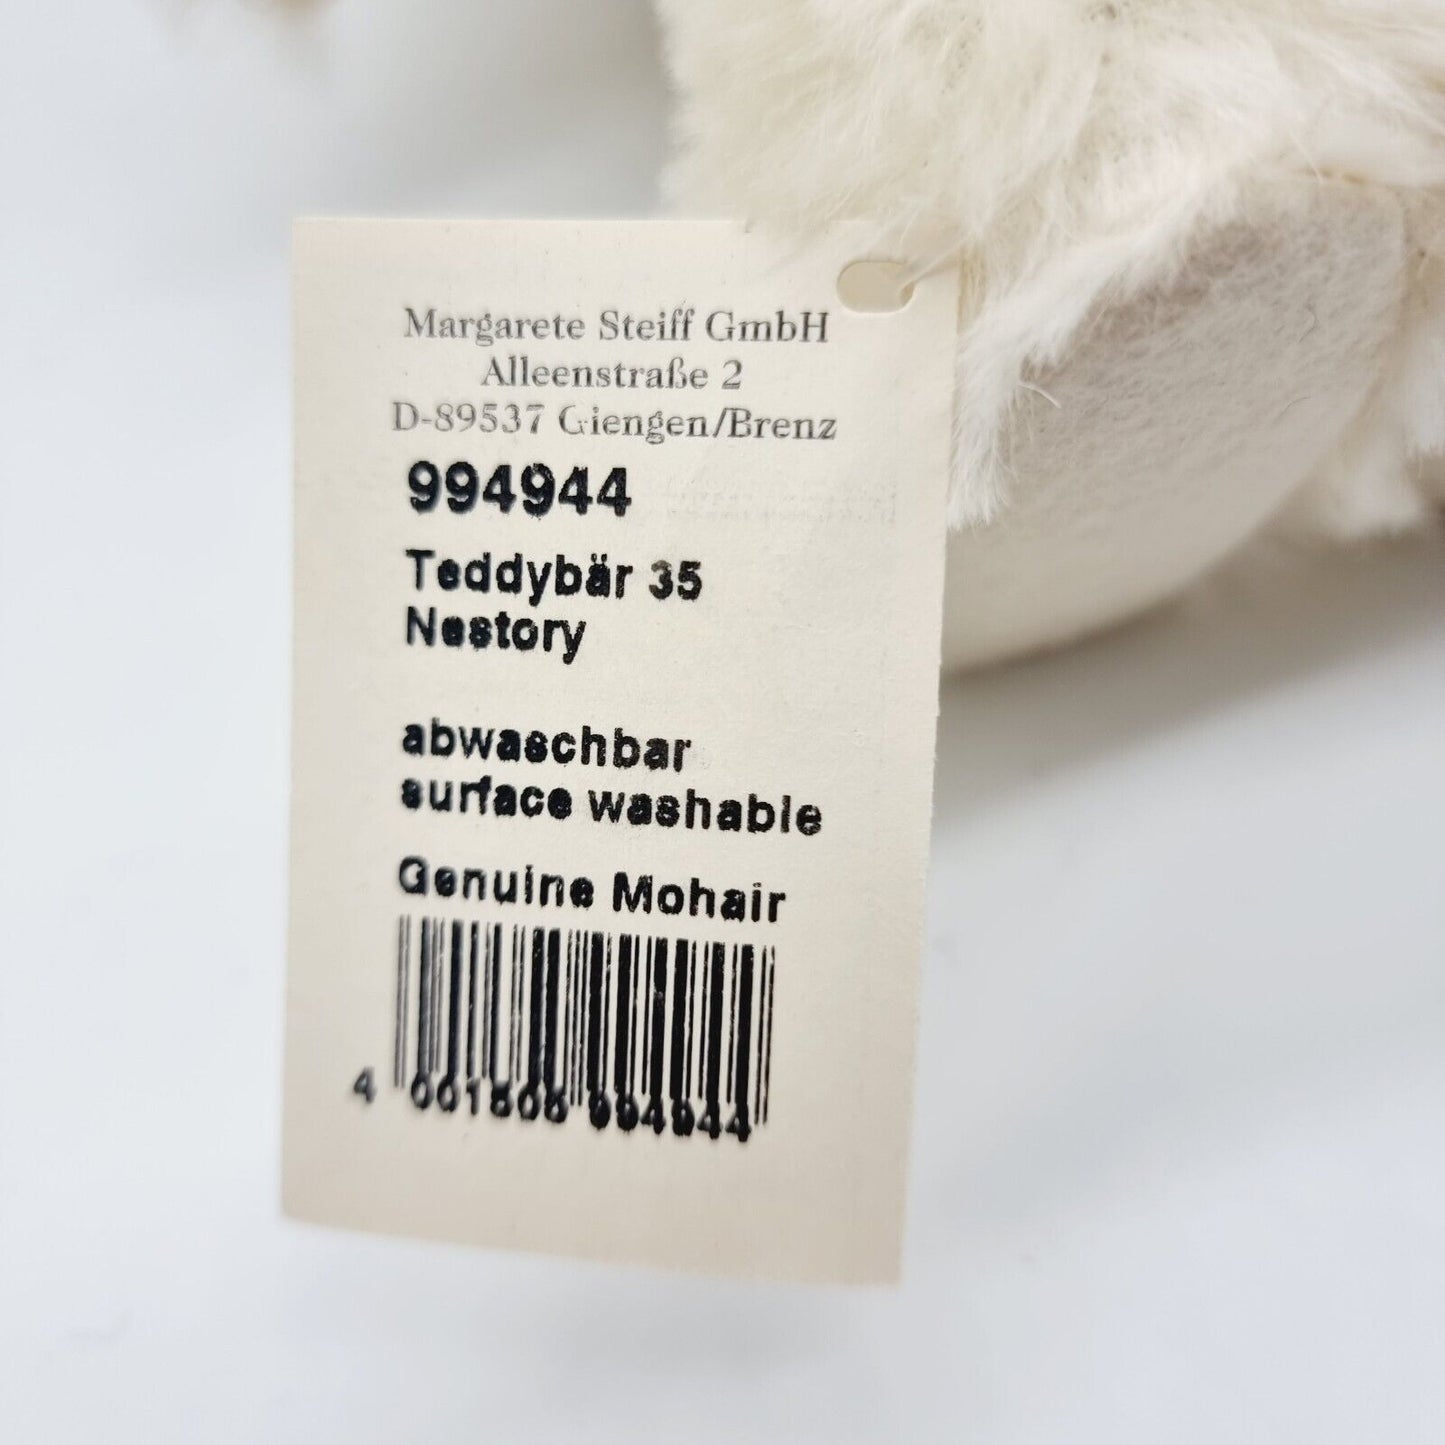 Margarete Steiff GmbH
Alleenstraße 2
D-89537 Giengen/Brenz
994944
Teddybär 35
Nestory
abwaschbar
surface washable
Genuine Mohair
4 001505 994944